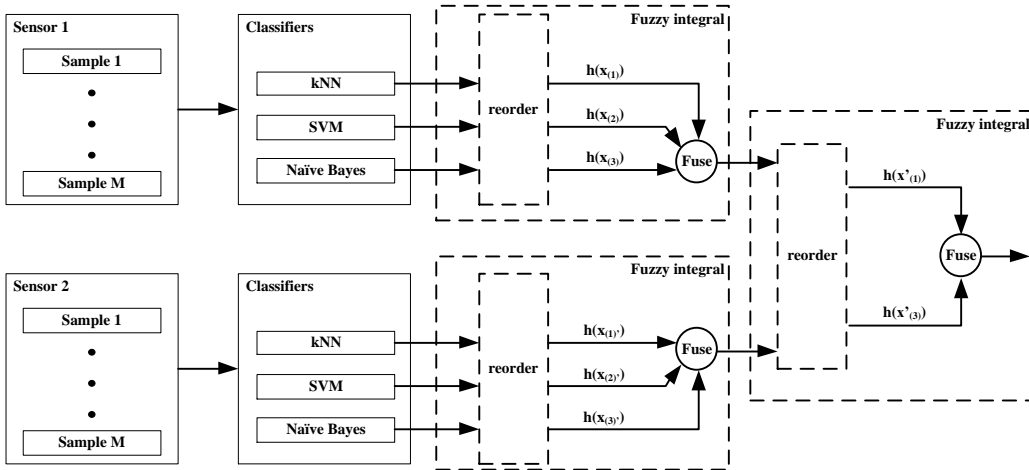 Sensor 1
Sample 1
Sample M
Classifiers
kNN
SVM
Naïve Bayes
Fuzzy integral
reorder
h(x(1))
h(x(2))
h(x(3))
Fuse
Sensor 2
Sample 1
Sample M
Classifiers
kNN
SVM
Naïve Bayes
Fuzzy integral
reorder
h(x(1)')
h(x(2)')
h(x(3)')
Fuse
Fuzzy integral
reorder
h(x'(1))
h(x'(3))
Fuse